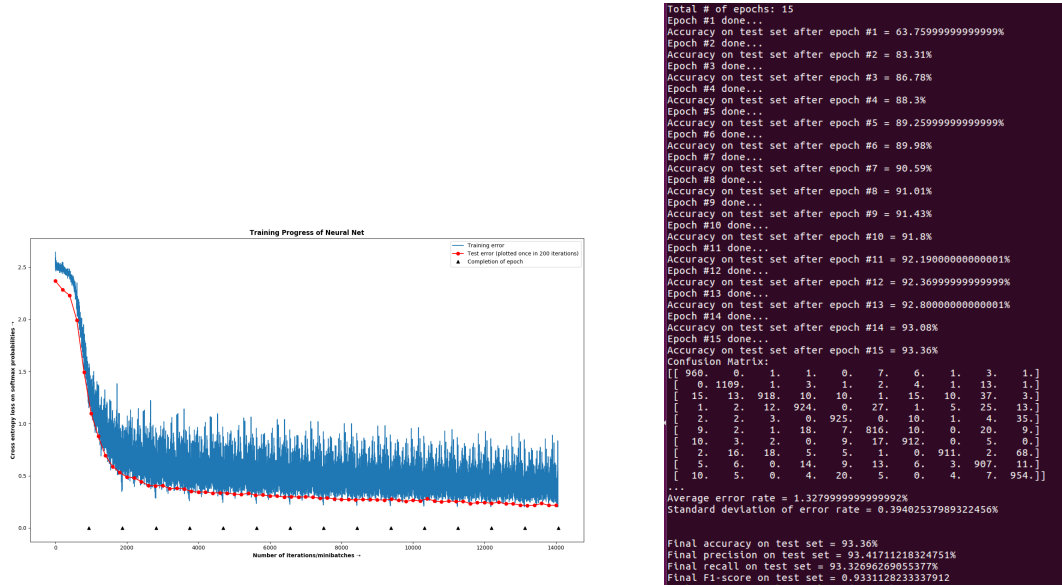 Training Progress of Neural Net
Training error
Test error (plotted once in 200 iterations)
Completion of epoch
Cross entropy loss on softmax probabilities →
2.5
2.0
1.5
1.0
0.5
0.0
0 2000 4000 6000 8000 10000 12000 14000
Number of iterations/minibatches →
Total # of epochs: 15
Epoch #1 done...
Accuracy on test set after epoch #1 = 63.75999999999999%
Epoch #2 done...
Accuracy on test set after epoch #2 = 83.31%
Epoch #3 done...
Accuracy on test set after epoch #3 = 86.78%
Epoch #4 done...
Accuracy on test set after epoch #4 = 88.3%
Epoch #5 done...
Accuracy on test set after epoch #5 = 89.25999999999999%
Epoch #6 done...
Accuracy on test set after epoch #6 = 89.98%
Epoch #7 done...
Accuracy on test set after epoch #7 = 90.59%
Epoch #8 done...
Accuracy on test set after epoch #8 = 91.01%
Epoch #9 done...
Accuracy on test set after epoch #9 = 91.43%
Epoch #10 done...
Accuracy on test set after epoch #10 = 91.8%
Epoch #11 done...
Accuracy on test set after epoch #11 = 92.19000000000001%
Epoch #12 done...
Accuracy on test set after epoch #12 = 92.36999999999999%
Epoch #13 done...
Accuracy on test set after epoch #13 = 92.80000000000001%
Epoch #14 done...
Accuracy on test set after epoch #14 = 93.08%
Epoch #15 done...
Accuracy on test set after epoch #15 = 93.36%
Confusion Matrix:
[[ 960. 0. 1. 1. 0. 7. 6. 1. 3. 1.]
[ 0. 1109. 1. 3. 1. 2. 4. 1. 13. 1.]
[ 15. 13. 918. 10. 10. 1. 15. 10. 37. 3.]
[ 1. 2. 12. 924. 0. 27. 1. 5. 25. 13.]
[ 2. 2. 3. 0. 925. 0. 10. 1. 4. 35.]
[ 9. 2. 1. 18. 7. 816. 10. 0. 20. 9.]
[ 10. 3. 2. 0. 9. 17. 912. 0. 5. 0.]
[ 2. 16. 18. 5. 5. 1. 0. 911. 2. 68.]
[ 5. 6. 0. 14. 9. 13. 6. 3. 907. 11.]
[ 10. 5. 0. 4. 20. 5. 0. 4. 7. 954.]]
...
Average error rate = 1.3279999999999992%
Standard deviation of error rate = 0.39402537989322456%
Final accuracy on test set = 93.36%
Final precision on test set = 93.41711218324751%
Final recall on test set = 93.32696269055377%
Final F1-score on test set = 0.9331128233337912